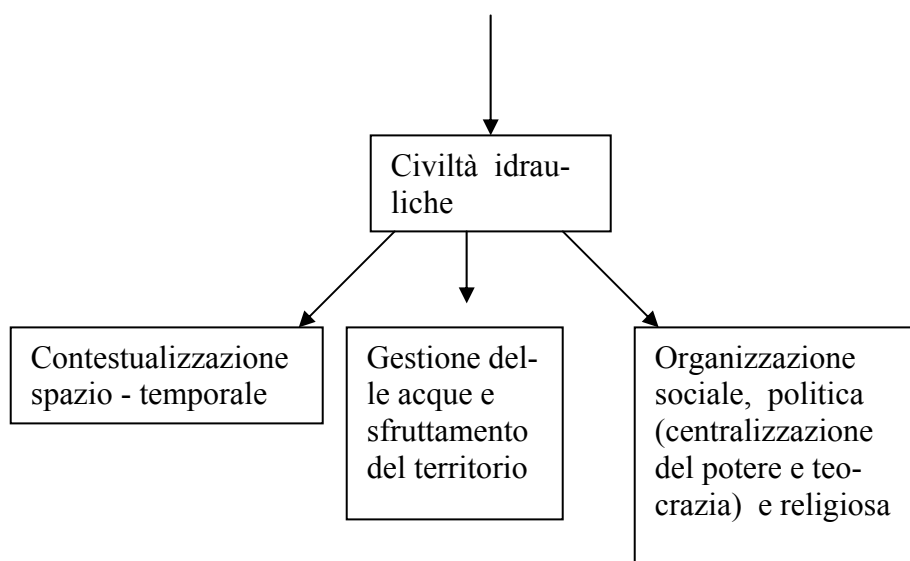 Civiltà idrau-
liche
Contestualizzazione
spazio - temporale
Gestione del-
le acque e
sfruttamento
del territorio
Organizzazione
sociale, politica
(centralizzazione
del potere e teo-
crazia) e religiosa